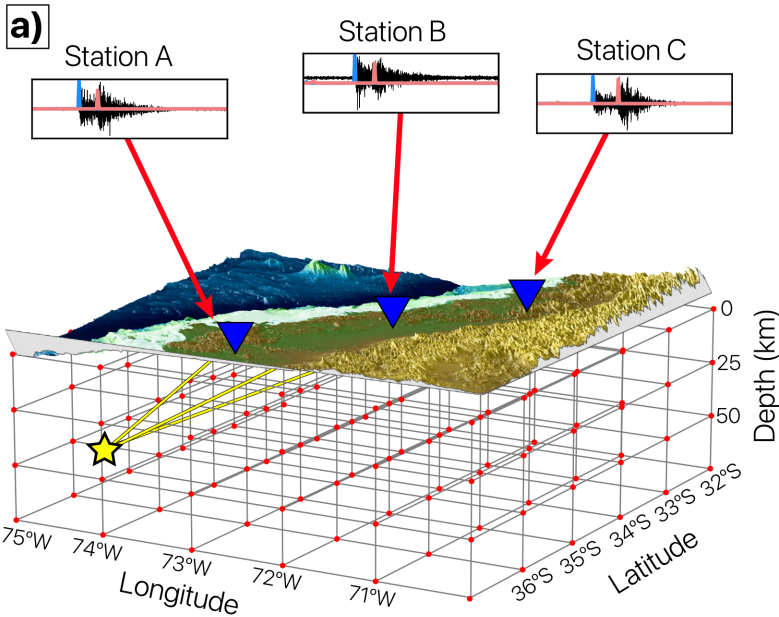 a)
Station A
Station B
Station C
0
25
50
Depth (km)
75°W
74°W
73°W
72°W
71°W
Longitude
36°S
35°S
34°S
33°S
32°S
Latitude